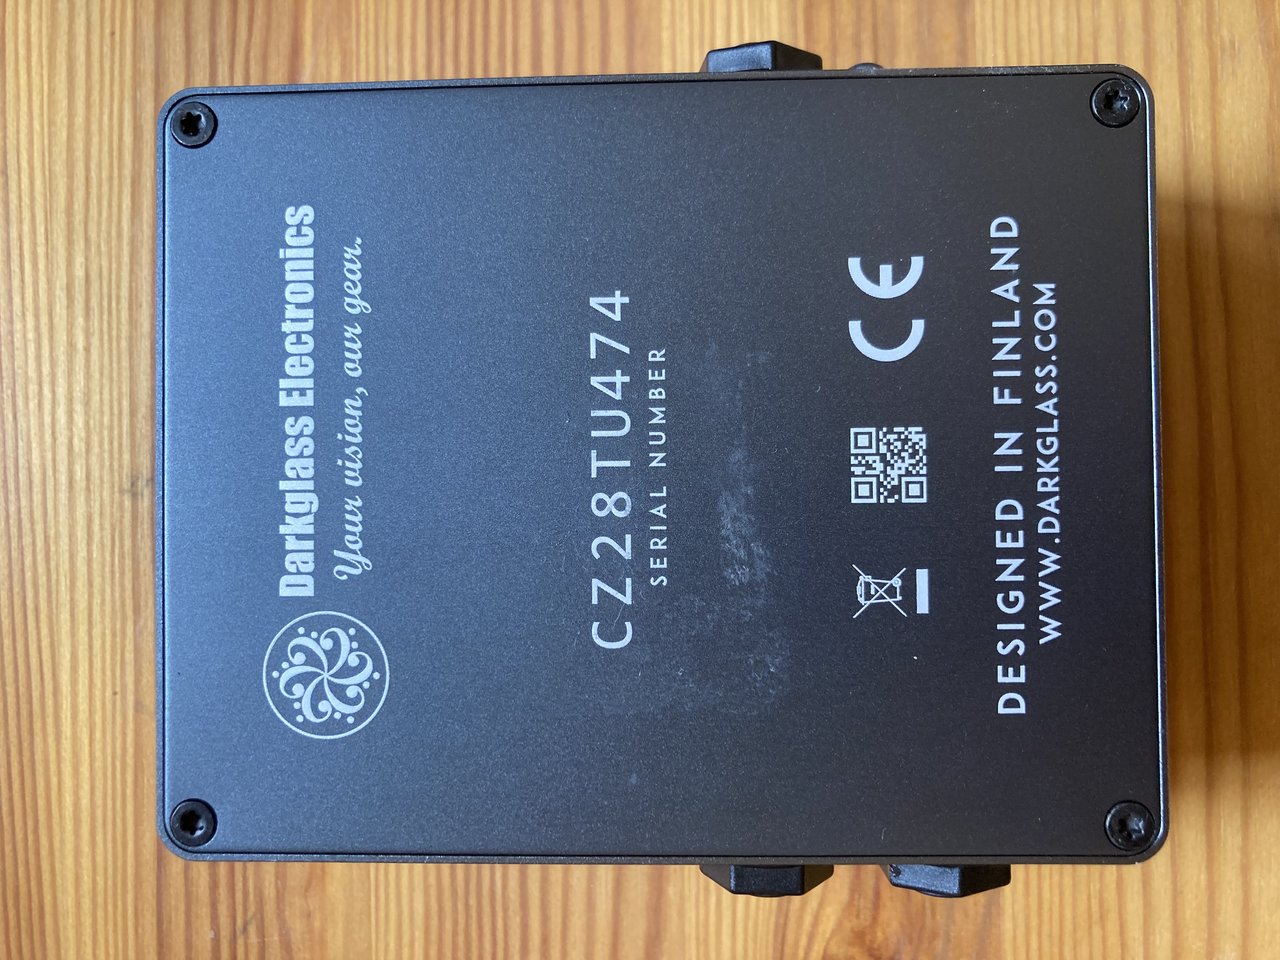 Darkglass Electronics
Your vision, our gear.
CZ28TU474
SERIAL NUMBER
CE
DESIGNED IN FINLAND
WWW.DARKGLASS.COM